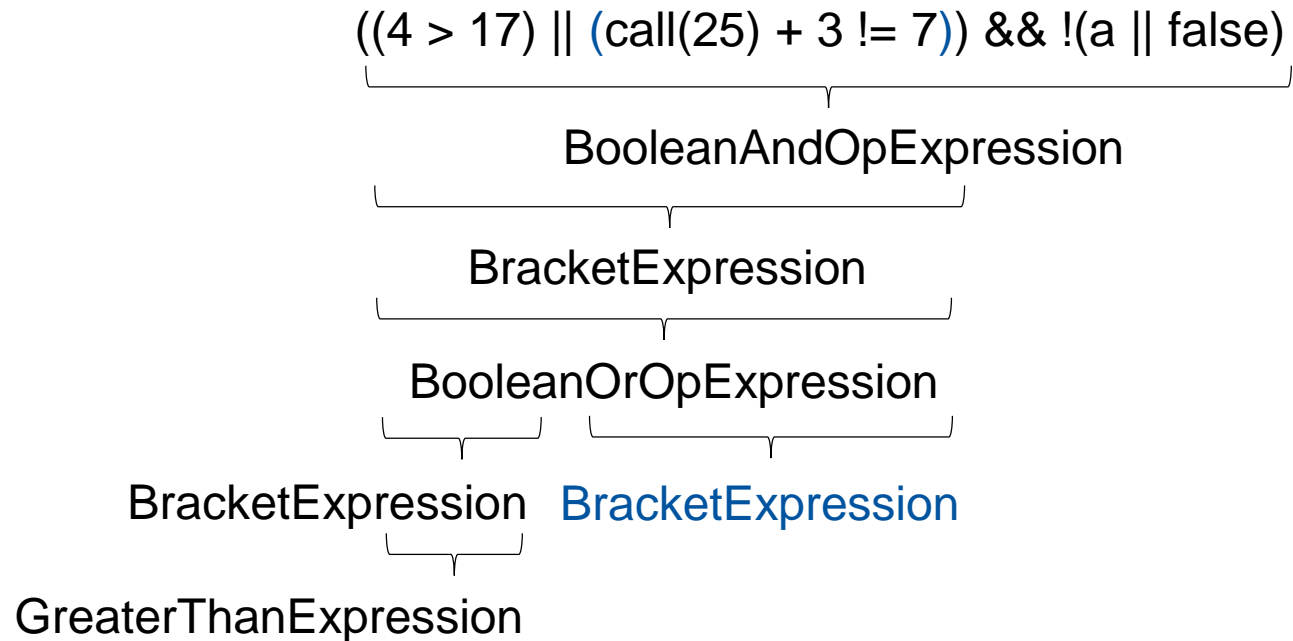 ((4 > 17) || (call(25) + 3 != 7)) && !(a || false)
BooleanAndOpExpression
BracketExpression
BooleanOrOpExpression
BracketExpression BracketExpression
GreaterThanExpression